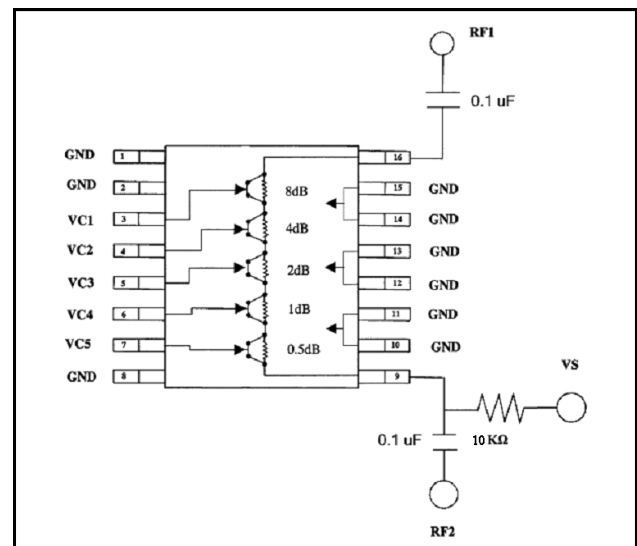 RF1
0.1 uF
GND 1
16
GND 2
8dB
15 GND
VC1 3
14 GND
4dB
VC2 4
13 GND
VC3 5
2dB
12 GND
VC4 6
1dB
11 GND
VC5 7
0.5dB
10 GND
GND 8
9
VS
0.1 uF
10 KΩ
RF2